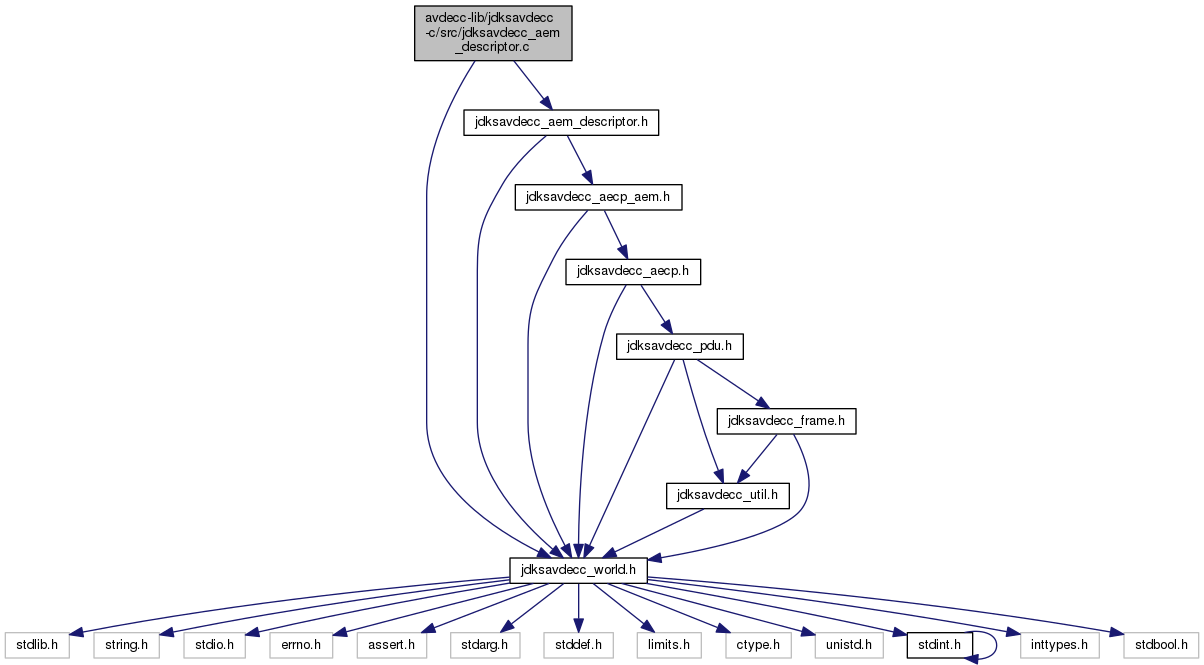 avdecc-lib/jdksavdecc
-c/src/jdksavdecc_aem
_descriptor.c
jdksavdecc_aem_descriptor.h
jdksavdecc_aecp_aem.h
jdksavdecc_aecp.h
jdksavdecc_pdu.h
jdksavdecc_frame.h
jdksavdecc_util.h
jdksavdecc_world.h
stdlib.h
string.h
stdio.h
errno.h
assert.h
stdarg.h
stddef.h
limits.h
ctype.h
unistd.h
stdint.h
inttypes.h
stdbool.h